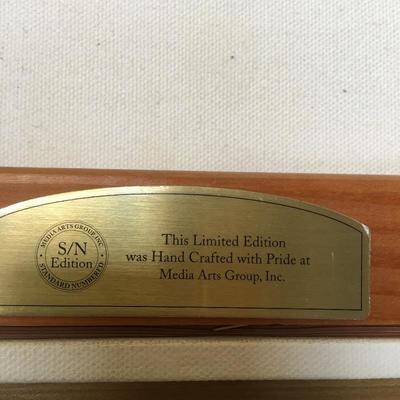 MEDIA ARTS GROUP, INC.
S/N
Edition
STANDARD NUMBERED
This Limited Edition
was Hand Crafted with Pride at
Media Arts Group, Inc.